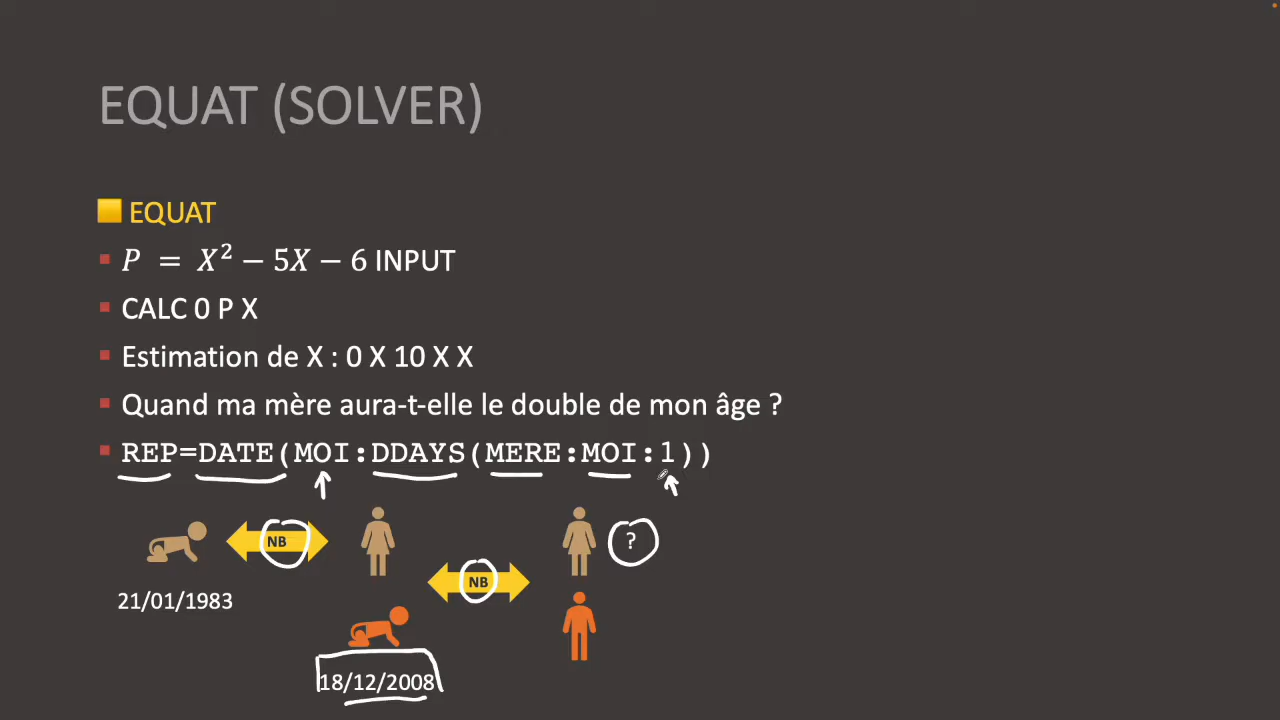 EQUAT (SOLVER)
EQUAT
P = X² − 5X − 6 INPUT
CALC 0 P X
Estimation de X : 0 X 10 X X
Quand ma mère aura-t-elle le double de mon âge ?
REP=DATE(MOI:DDAYS(MERE:MOI:1))
NB
?
NB
21/01/1983
18/12/2008